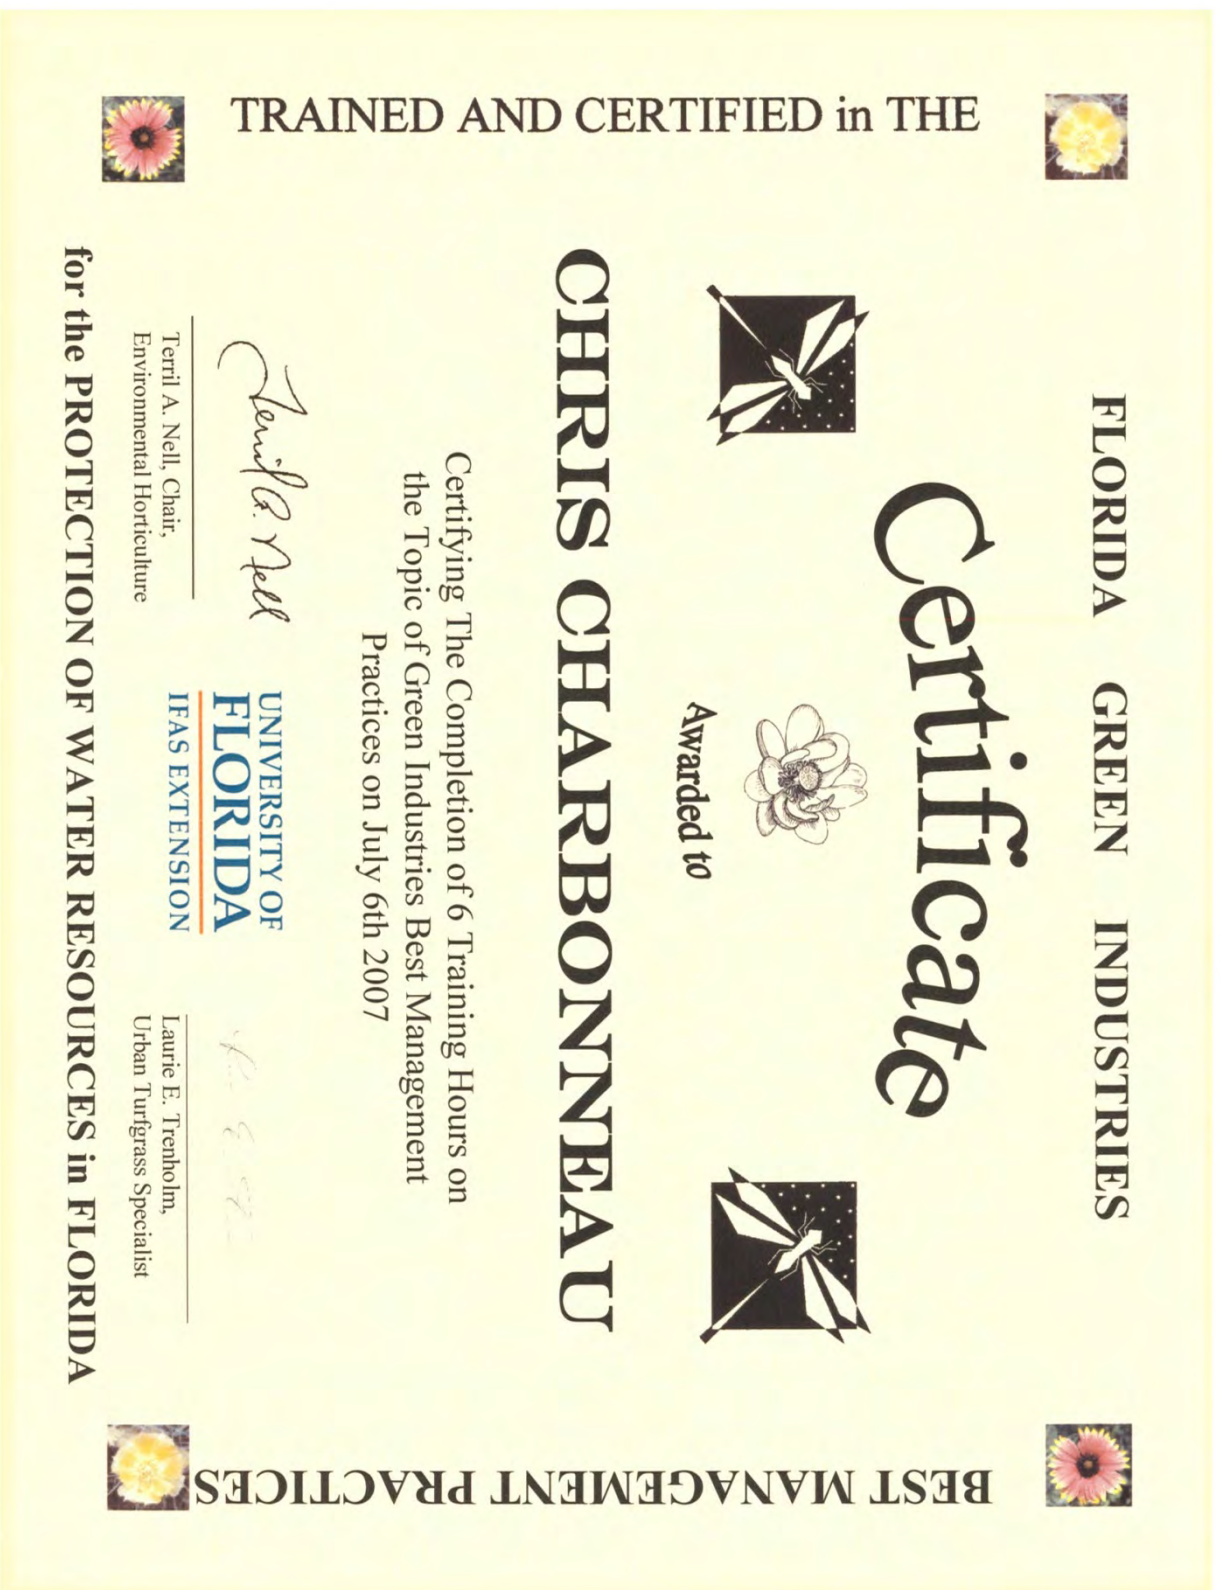 TRAINED AND CERTIFIED in THE
FLORIDA GREEN INDUSTRIES
BEST MANAGEMENT PRACTICES
Certificate
Awarded to
CHRIS CHARBONNEAU
Certifying The Completion of 6 Training Hours on
the Topic of Green Industries Best Management
Practices on July 6th 2007
Terril A. Nell
Terril A. Nell, Chair,
Environmental Horticulture
UNIVERSITY OF
FLORIDA
IFAS EXTENSION
Laurie E. Trenholm,
Urban Turfgrass Specialist
for the PROTECTION OF WATER RESOURCES in FLORIDA